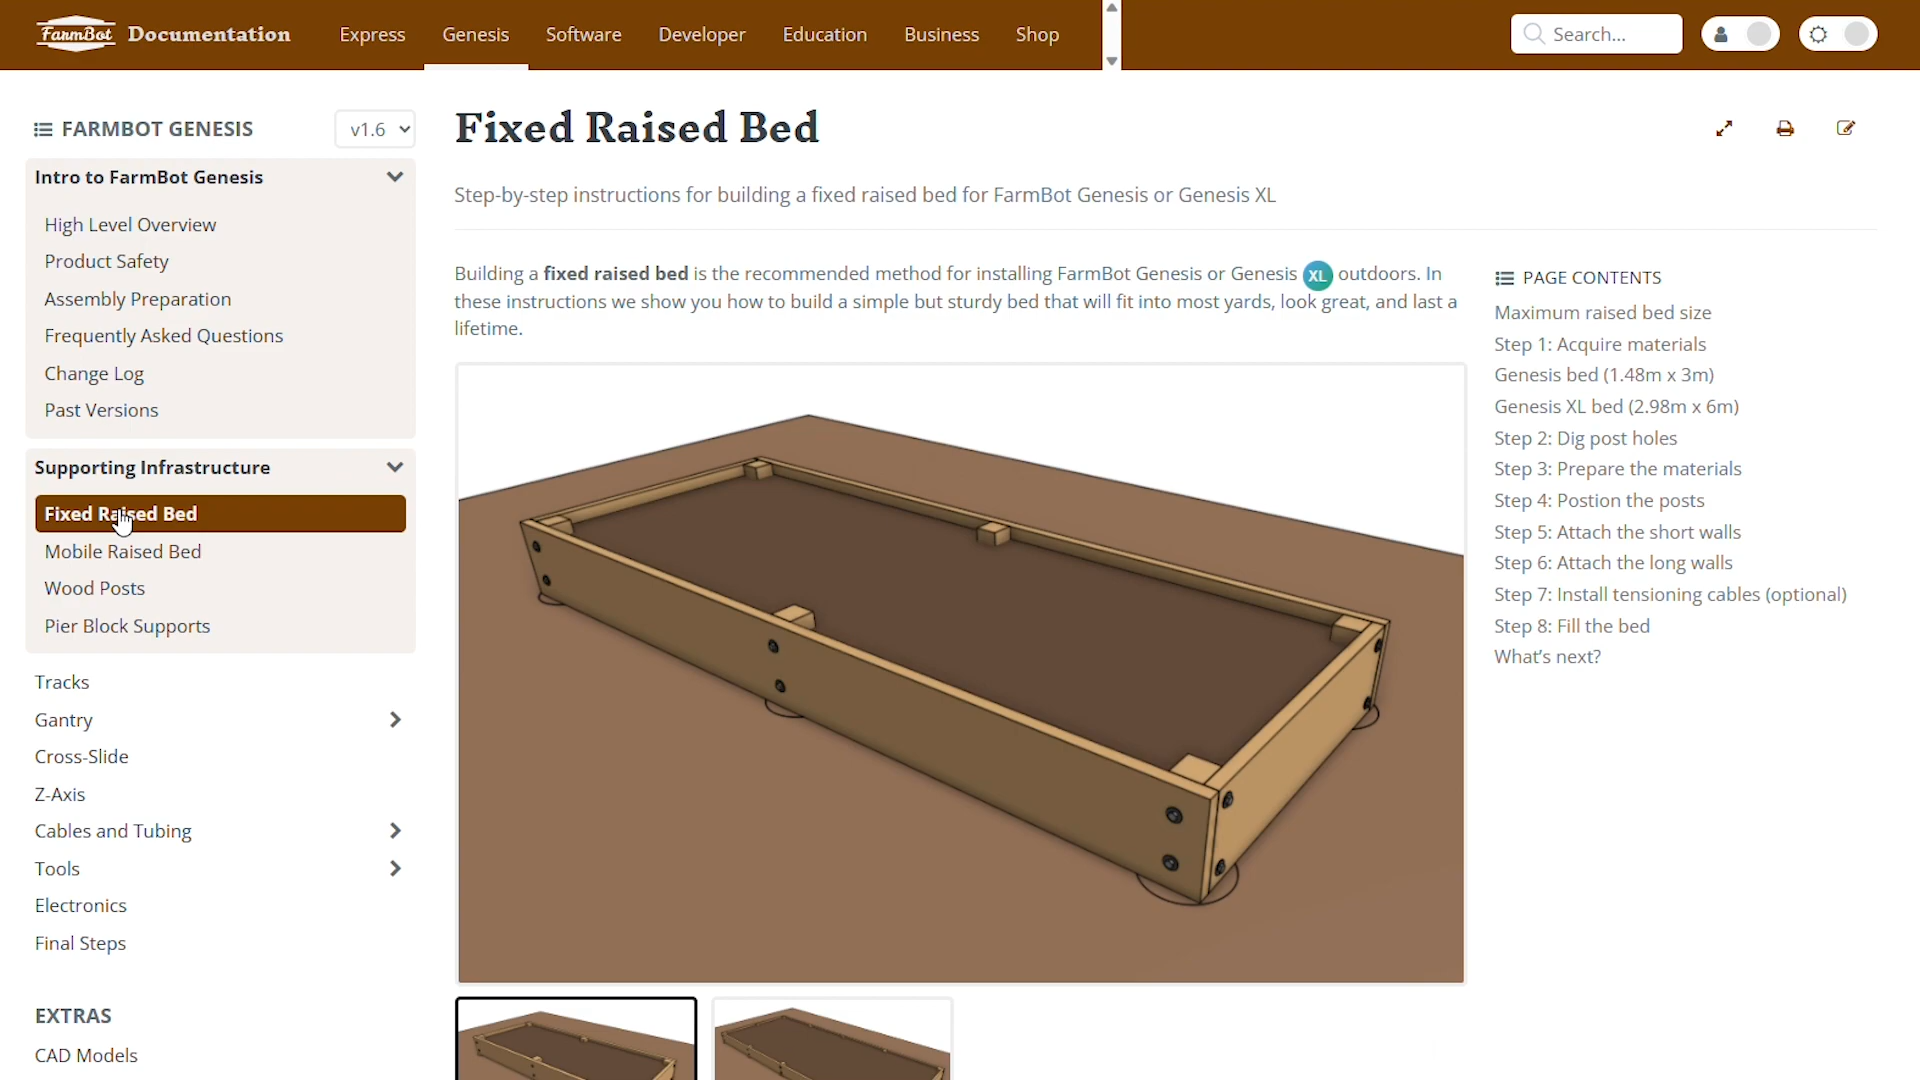 FarmBot Documentation
Express
Genesis
Software
Developer
Education
Business
Shop
Search...
FARMBOT GENESIS
v1.6
Intro to FarmBot Genesis
High Level Overview
Product Safety
Assembly Preparation
Frequently Asked Questions
Change Log
Past Versions
Supporting Infrastructure
Fixed Raised Bed
Mobile Raised Bed
Wood Posts
Pier Block Supports
Tracks
Gantry
Cross-Slide
Z-Axis
Cables and Tubing
Tools
Electronics
Final Steps
EXTRAS
CAD Models
Fixed Raised Bed
Step-by-step instructions for building a fixed raised bed for FarmBot Genesis or Genesis XL
Building a fixed raised bed is the recommended method for installing FarmBot Genesis or Genesis XL outdoors. In
these instructions we show you how to build a simple but sturdy bed that will fit into most yards, look great, and last a
lifetime.
PAGE CONTENTS
Maximum raised bed size
Step 1: Acquire materials
Genesis bed (1.48m x 3m)
Genesis XL bed (2.98m x 6m)
Step 2: Dig post holes
Step 3: Prepare the materials
Step 4: Postion the posts
Step 5: Attach the short walls
Step 6: Attach the long walls
Step 7: Install tensioning cables (optional)
Step 8: Fill the bed
What's next?